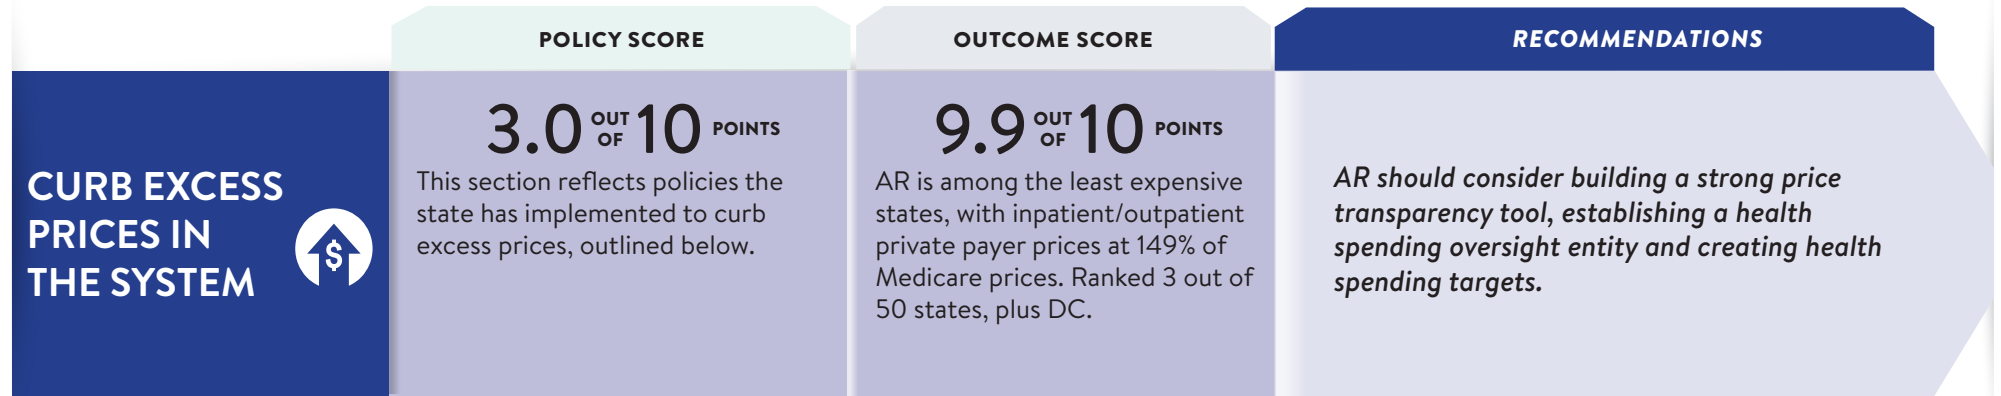 POLICY SCORE
OUTCOME SCORE
RECOMMENDATIONS
CURB EXCESS
PRICES IN
THE SYSTEM
$
3.0 OUT OF 10 POINTS
This section reflects policies the
state has implemented to curb
excess prices, outlined below.
9.9 OUT OF 10 POINTS
AR is among the least expensive
states, with inpatient/outpatient
private payer prices at 149% of
Medicare prices. Ranked 3 out of
50 states, plus DC.
AR should consider building a strong price
transparency tool, establishing a health
spending oversight entity and creating health
spending targets.